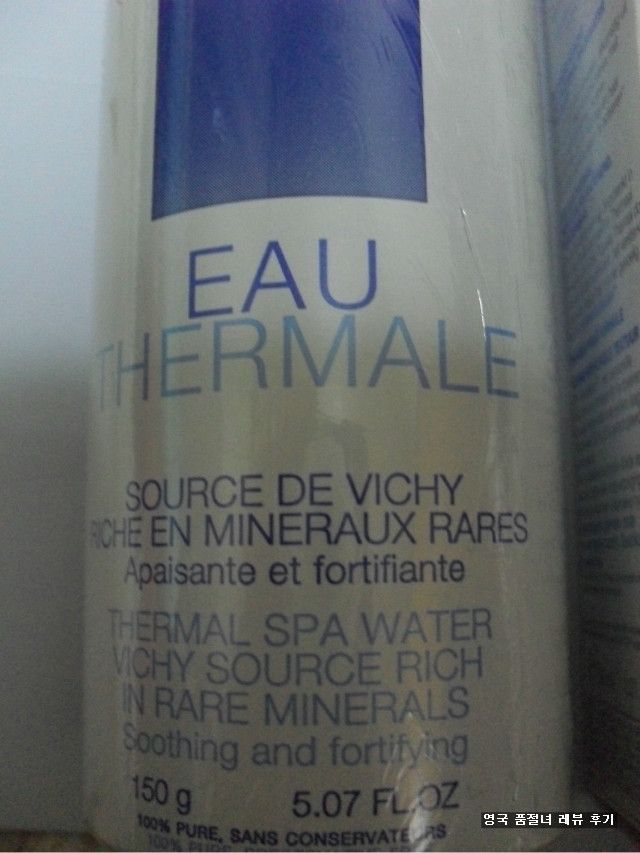 EAU
THERMALE
SOURCE DE VICHY
RICHE EN MINERAUX RARES
Apaisante et fortifiante
THERMAL SPA WATER
VICHY SOURCE RICH
IN RARE MINERALS
Soothing and fortifying
150 g 5.07 FL.OZ
100% PURE, SANS CONSERVATEURS
영국 품절녀 레뷰 후기